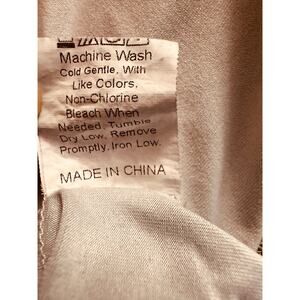 Machine Wash
Cold Gentle, With
Like Colors,
Non-Chlorine
Bleach When
Needed, Tumble
Dry Low, Remove
Promptly, Iron Low.
MADE IN CHINA